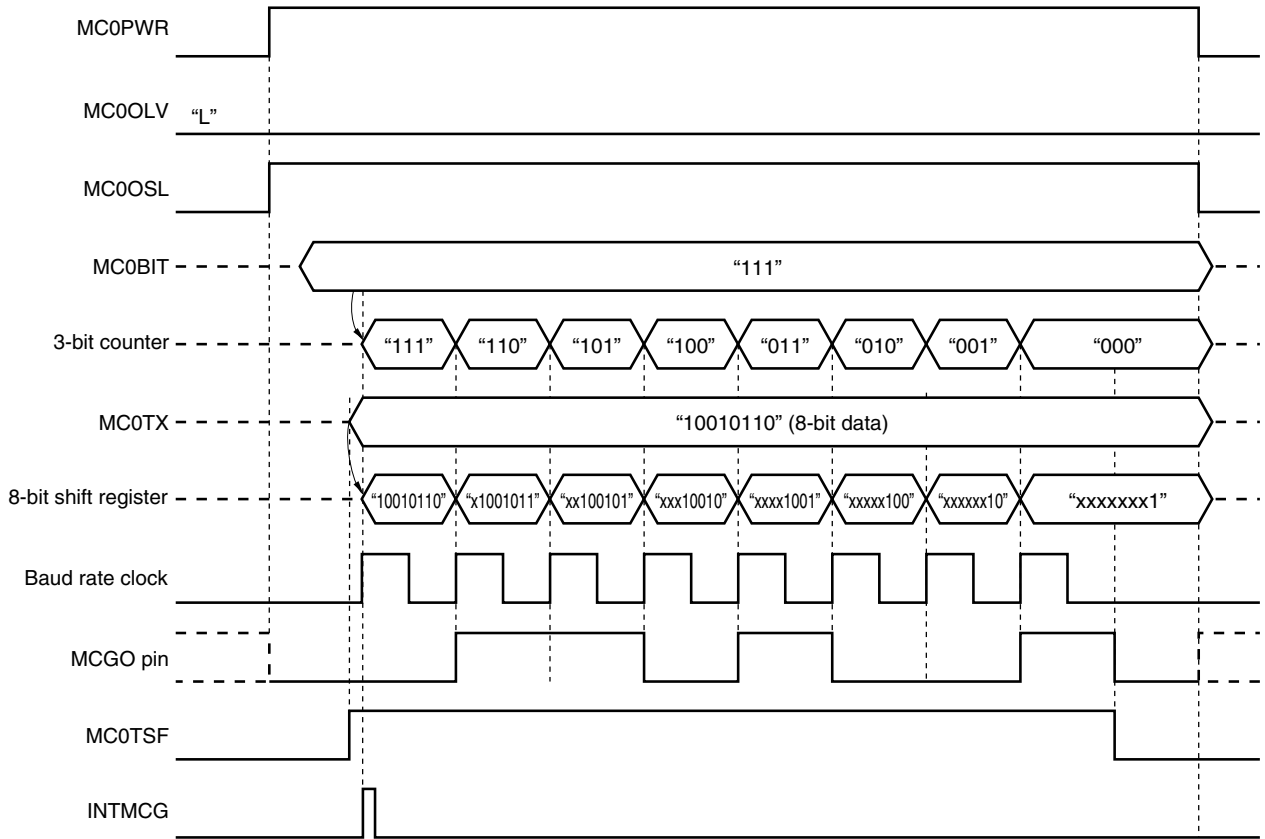 MC0PWR
MC0OLV “L”
MC0OSL
MC0BIT “111”
3-bit counter “111” “110” “101” “100” “011” “010” “001” “000”
MC0TX “10010110” (8-bit data)
8-bit shift register “10010110” “x1001011” “xx100101” “xxx10010” “xxxx1001” “xxxxx100” “xxxxxx10” “xxxxxxx1”
Baud rate clock
MCGO pin
MC0TSF
INTMCG